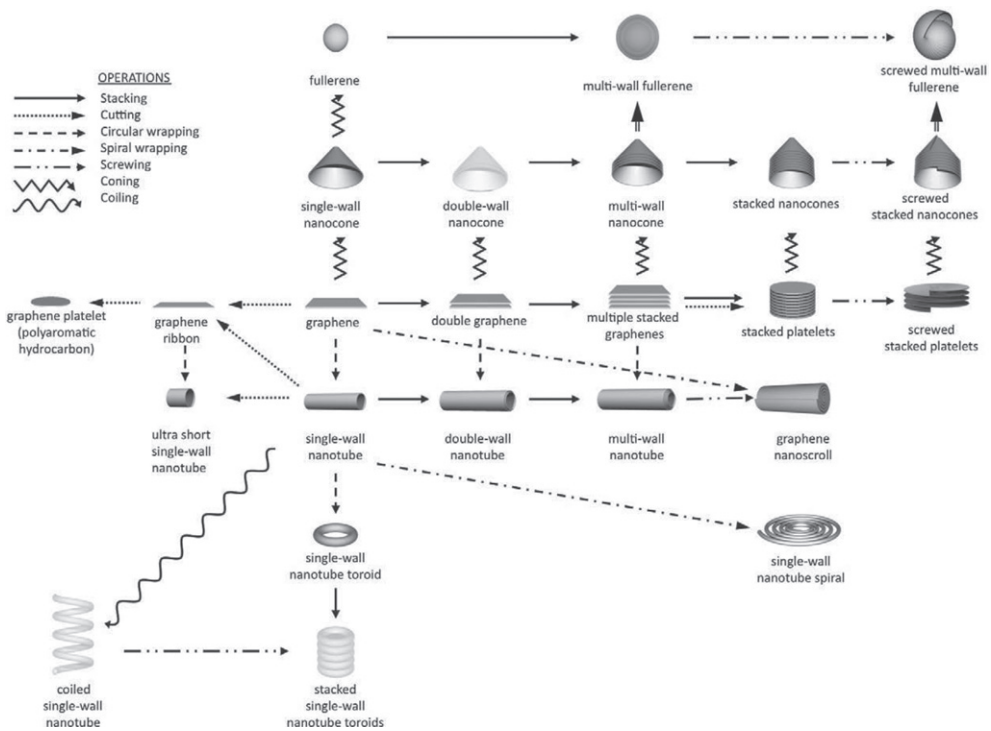 OPERATIONS
Stacking
Cutting
Circular wrapping
Spiral wrapping
Screwing
Coning
Coiling
fullerene
multi-wall fullerene
screwed multi-wall
fullerene
single-wall
nanocone
double-wall
nanocone
multi-wall
nanocone
stacked nanocones
screwed
stacked nanocones
graphene platelet
(polyaromatic
hydrocarbon)
graphene
ribbon
graphene
double graphene
multiple stacked
graphenes
stacked platelets
screwed
stacked platelets
ultra short
single-wall
nanotube
single-wall
nanotube
double-wall
nanotube
multi-wall
nanotube
graphene
nanoscroll
single-wall
nanotube toroid
single-wall
nanotube spiral
coiled
single-wall
nanotube
stacked
single-wall
nanotube toroids